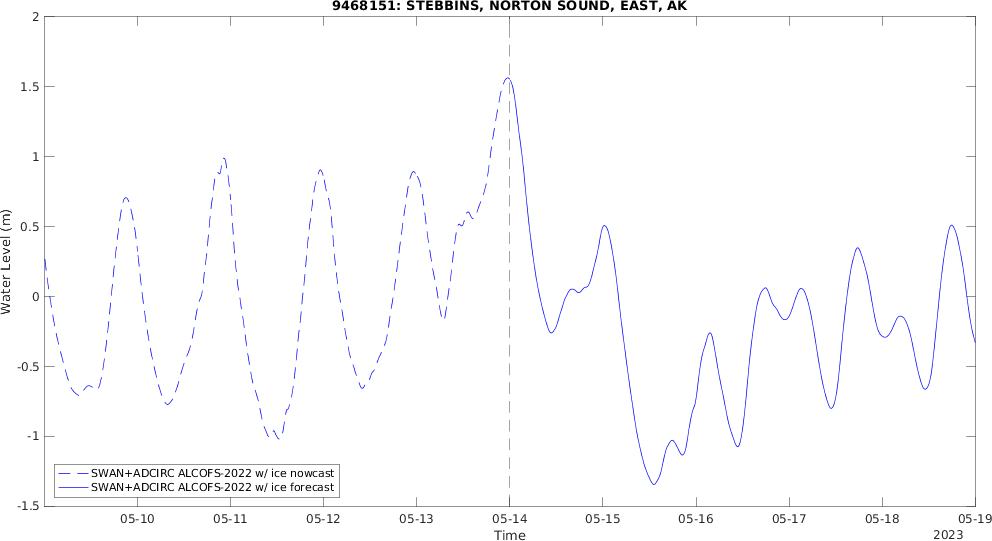 9468151: STEBBINS, NORTON SOUND, EAST, AK
2
1.5
1
0.5
0
-0.5
-1
-1.5
Water Level (m)
SWAN+ADCIRC ALCOFS-2022 w/ ice nowcast
SWAN+ADCIRC ALCOFS-2022 w/ ice forecast
05-10 05-11 05-12 05-13 05-14 05-15 05-16 05-17 05-18 05-19
Time
2023